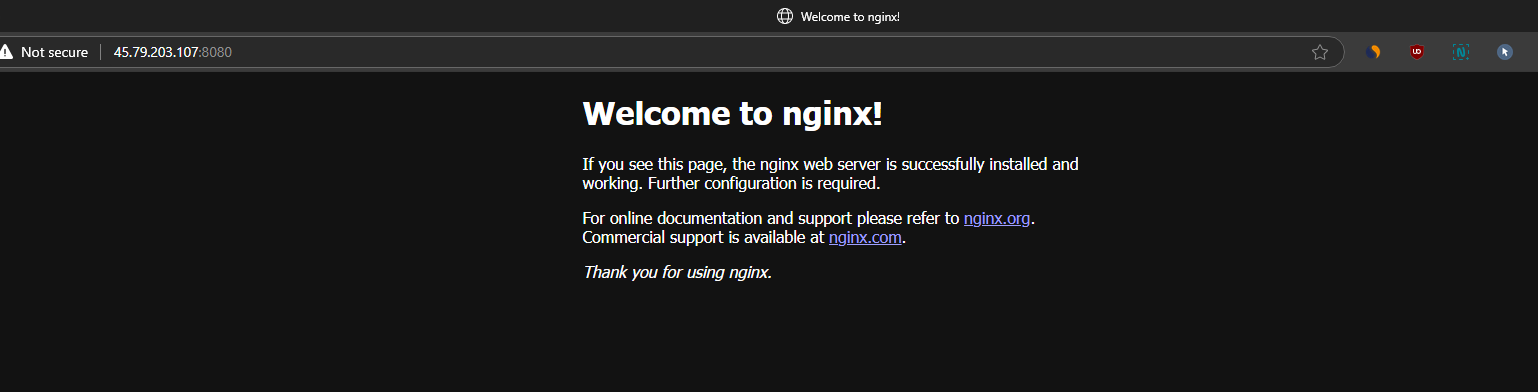 Welcome to nginx!
Not secure 45.79.203.107:8080
UD N
Welcome to nginx!
If you see this page, the nginx web server is successfully installed and
working. Further configuration is required.
For online documentation and support please refer to nginx.org.
Commercial support is available at nginx.com.
Thank you for using nginx.